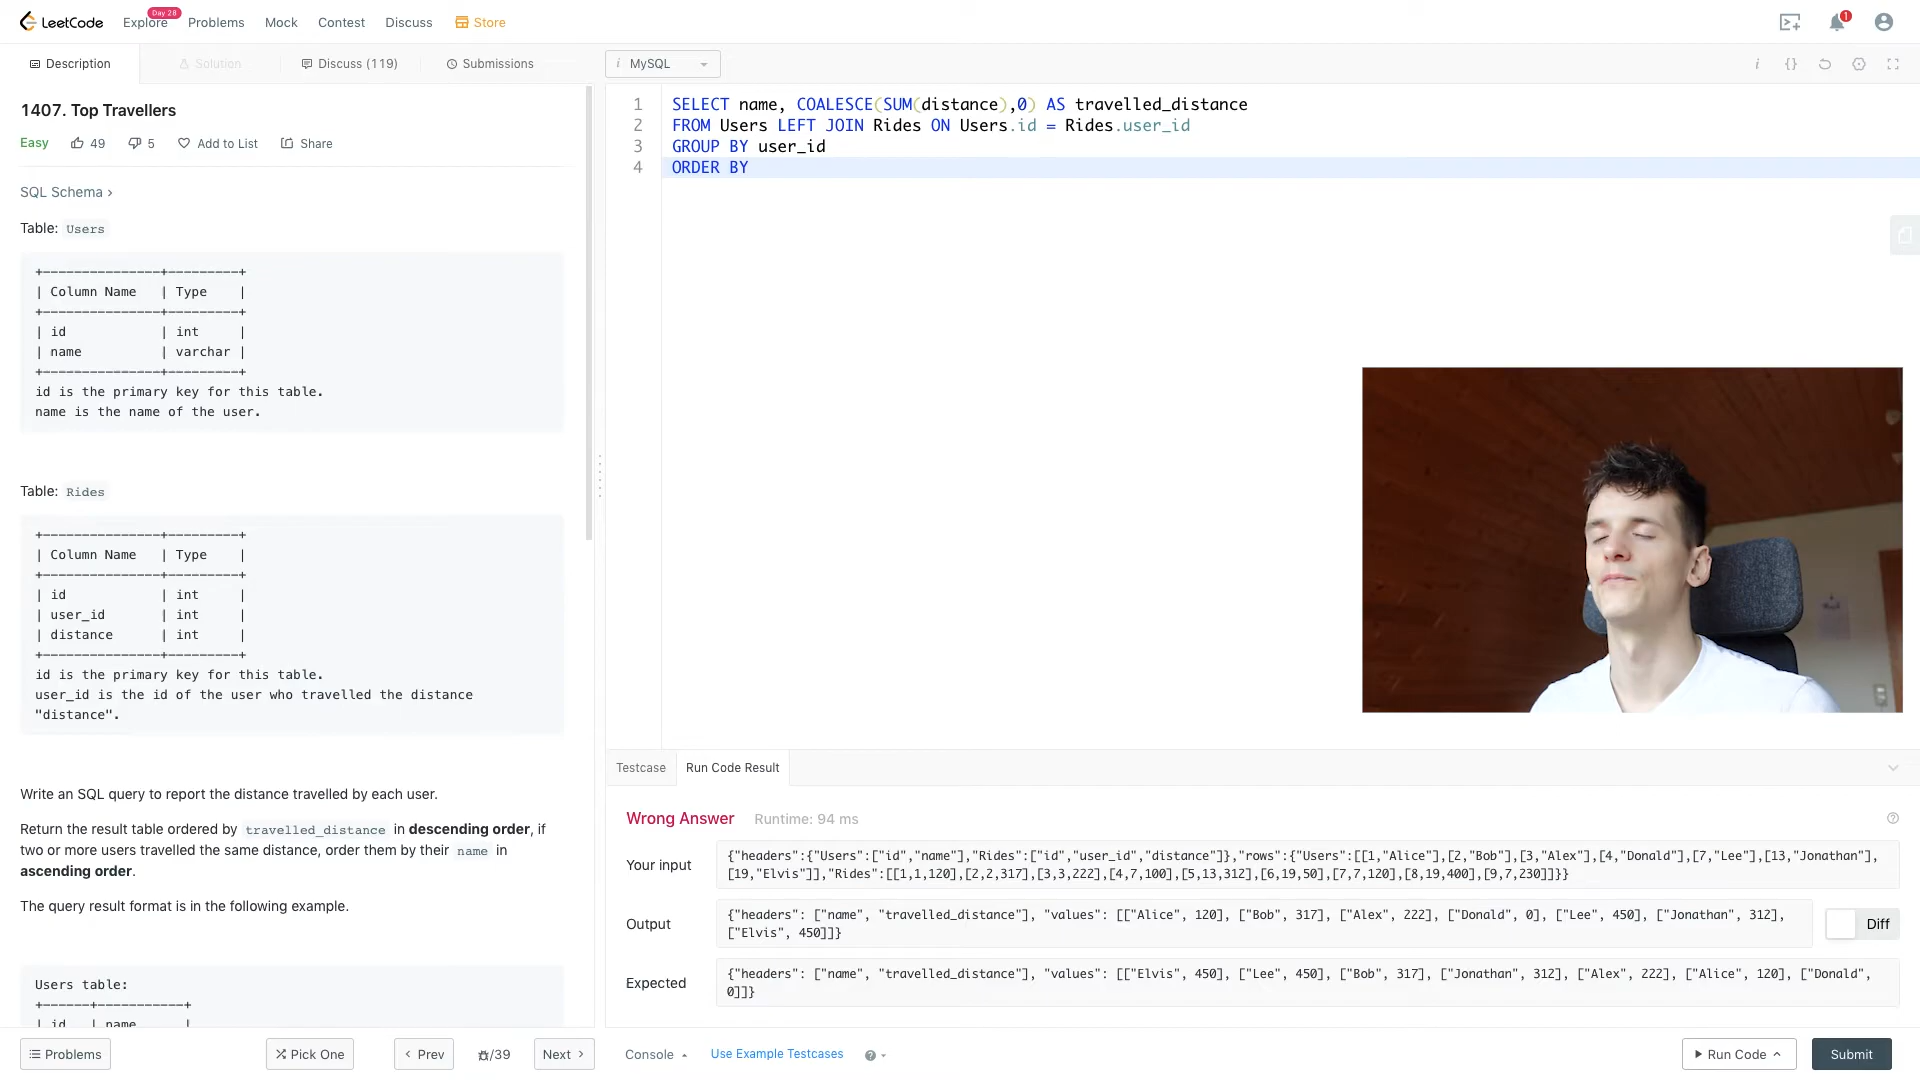 LeetCode
Explore
Day 28
Problems
Mock
Contest
Discuss
Store
1
Description
Solution
Discuss (119)
Submissions
i MySQL
i
{}
1407. Top Travellers
Easy
49
5
Add to List
Share
SQL Schema >
Table: Users
+---------------+---------+
| Column Name   | Type    |
+---------------+---------+
| id            | int     |
| name          | varchar |
+---------------+---------+
id is the primary key for this table.
name is the name of the user.
Table: Rides
+---------------+---------+
| Column Name   | Type    |
+---------------+---------+
| id            | int     |
| user_id       | int     |
| distance      | int     |
+---------------+---------+
id is the primary key for this table.
user_id is the id of the user who travelled the distance
"distance".
Write an SQL query to report the distance travelled by each user.
Return the result table ordered by travelled_distance in descending order, if
two or more users travelled the same distance, order them by their name in
ascending order.
The query result format is in the following example.
Users table:
+------+-----------+
| id   | name      |
1 SELECT name, COALESCE(SUM(distance),0) AS travelled_distance
2 FROM Users LEFT JOIN Rides ON Users.id = Rides.user_id
3 GROUP BY user_id
4 ORDER BY
Testcase
Run Code Result
Wrong Answer
Runtime: 94 ms
Your input
{"headers":{"Users":["id","name"],"Rides":["id","user_id","distance"]},"rows":{"Users":[[1,"Alice"],[2,"Bob"],[3,"Alex"],[4,"Donald"],[7,"Lee"],[13,"Jonathan"],
[19,"Elvis"]],"Rides":[[1,1,120],[2,2,317],[3,3,222],[4,7,100],[5,13,312],[6,19,50],[7,7,120],[8,19,400],[9,7,230]]}}
Output
{"headers": ["name", "travelled_distance"], "values": [["Alice", 120], ["Bob", 317], ["Alex", 222], ["Donald", 0], ["Lee", 450], ["Jonathan", 312],
["Elvis", 450]]}
Diff
Expected
{"headers": ["name", "travelled_distance"], "values": [["Elvis", 450], ["Lee", 450], ["Bob", 317], ["Jonathan", 312], ["Alex", 222], ["Alice", 120], ["Donald",
0]]}
Problems
Pick One
Prev
/39
Next
Console
Use Example Testcases
Run Code
Submit